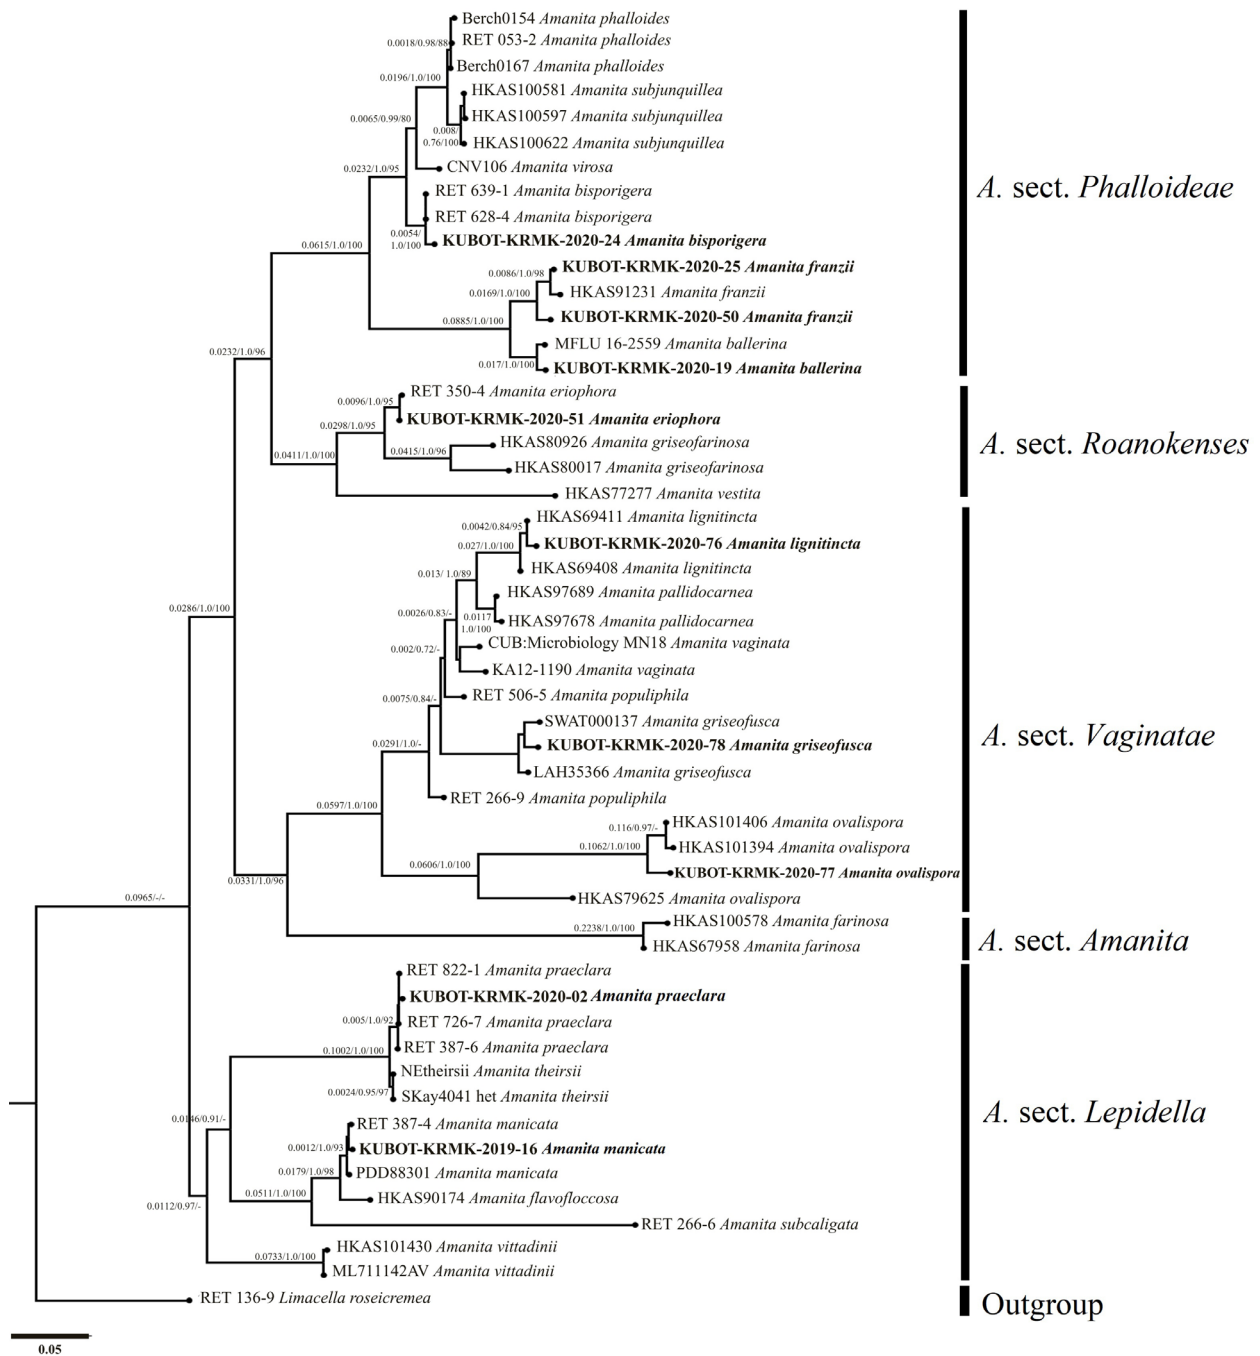 Berch0154 Amanita phalloides
RET 053-2 Amanita phalloides
0.0018/0.98/88
Berch0167 Amanita phalloides
0.0196/1.0/100
HKAS100581 Amanita subjunquillea
HKAS100597 Amanita subjunquillea
0.0065/0.99/80
0.008/
0.76/100
HKAS100622 Amanita subjunquillea
CNV106 Amanita virosa
0.0232/1.0/95
RET 639-1 Amanita bisporigera
A. sect. Phalloideae
RET 628-4 Amanita bisporigera
0.0054/
1.0/100
KUBOT-KRMK-2020-24 Amanita bisporigera
0.0615/1.0/100
KUBOT-KRMK-2020-25 Amanita franzii
0.0086/1.0/98
HKAS91231 Amanita franzii
0.0169/1.0/100
KUBOT-KRMK-2020-50 Amanita franzii
0.0885/1.0/100
MFLU 16-2559 Amanita ballerina
0.0232/1.0/96
0.017/1.0/100
KUBOT-KRMK-2020-19 Amanita ballerina
RET 350-4 Amanita eriophora
0.0096/1.0/95
KUBOT-KRMK-2020-51 Amanita eriophora
0.0298/1.0/95
HKAS80926 Amanita griseofarinosa
A. sect. Roanokenses
0.0415/1.0/96
0.0411/1.0/100
HKAS80017 Amanita griseofarinosa
HKAS77277 Amanita vestita
HKAS69411 Amanita lignitincta
0.0042/0.84/95
KUBOT-KRMK-2020-76 Amanita lignitincta
0.027/1.0/100
HKAS69408 Amanita lignitincta
0.013/ 1.0/89
HKAS97689 Amanita pallidocarnea
0.0286/1.0/100
0.0026/0.83/-
0.0117
1.0/100
HKAS97678 Amanita pallidocarnea
CUB:Microbiology MN18 Amanita vaginata
0.002/0.72/-
KA12-1190 Amanita vaginata
RET 506-5 Amanita populiphila
0.0075/0.84/-
SWAT000137 Amanita griseofusca
A. sect. Vaginatae
0.0291/1.0/-
KUBOT-KRMK-2020-78 Amanita griseofusca
LAH35366 Amanita griseofusca
RET 266-9 Amanita populiphila
0.0597/1.0/100
HKAS101406 Amanita ovalispora
0.116/0.97/-
HKAS101394 Amanita ovalispora
0.1062/1.0/100
0.0606/1.0/100
KUBOT-KRMK-2020-77 Amanita ovalispora
0.0331/1.0/96
0.0965/-/-
HKAS79625 Amanita ovalispora
HKAS100578 Amanita farinosa
0.2238/1.0/100
A. sect. Amanita
HKAS67958 Amanita farinosa
RET 822-1 Amanita praeclara
KUBOT-KRMK-2020-02 Amanita praeclara
0.005/1.0/92
RET 726-7 Amanita praeclara
0.1002/1.0/100
RET 387-6 Amanita praeclara
NEtheirsii Amanita theirsii
0.0024/0.95/97
SKay4041 het Amanita theirsii
A. sect. Lepidella
0.0146/0.91/-
RET 387-4 Amanita manicata
0.0012/1.0/93
KUBOT-KRMK-2019-16 Amanita manicata
0.0179/1.0/98
PDD88301 Amanita manicata
0.0511/1.0/100
HKAS90174 Amanita flavofloccosa
0.0112/0.97/-
RET 266-6 Amanita subcaligata
HKAS101430 Amanita vittadinii
0.0733/1.0/100
ML711142AV Amanita vittadinii
RET 136-9 Limacella roseicremea
Outgroup
0.05